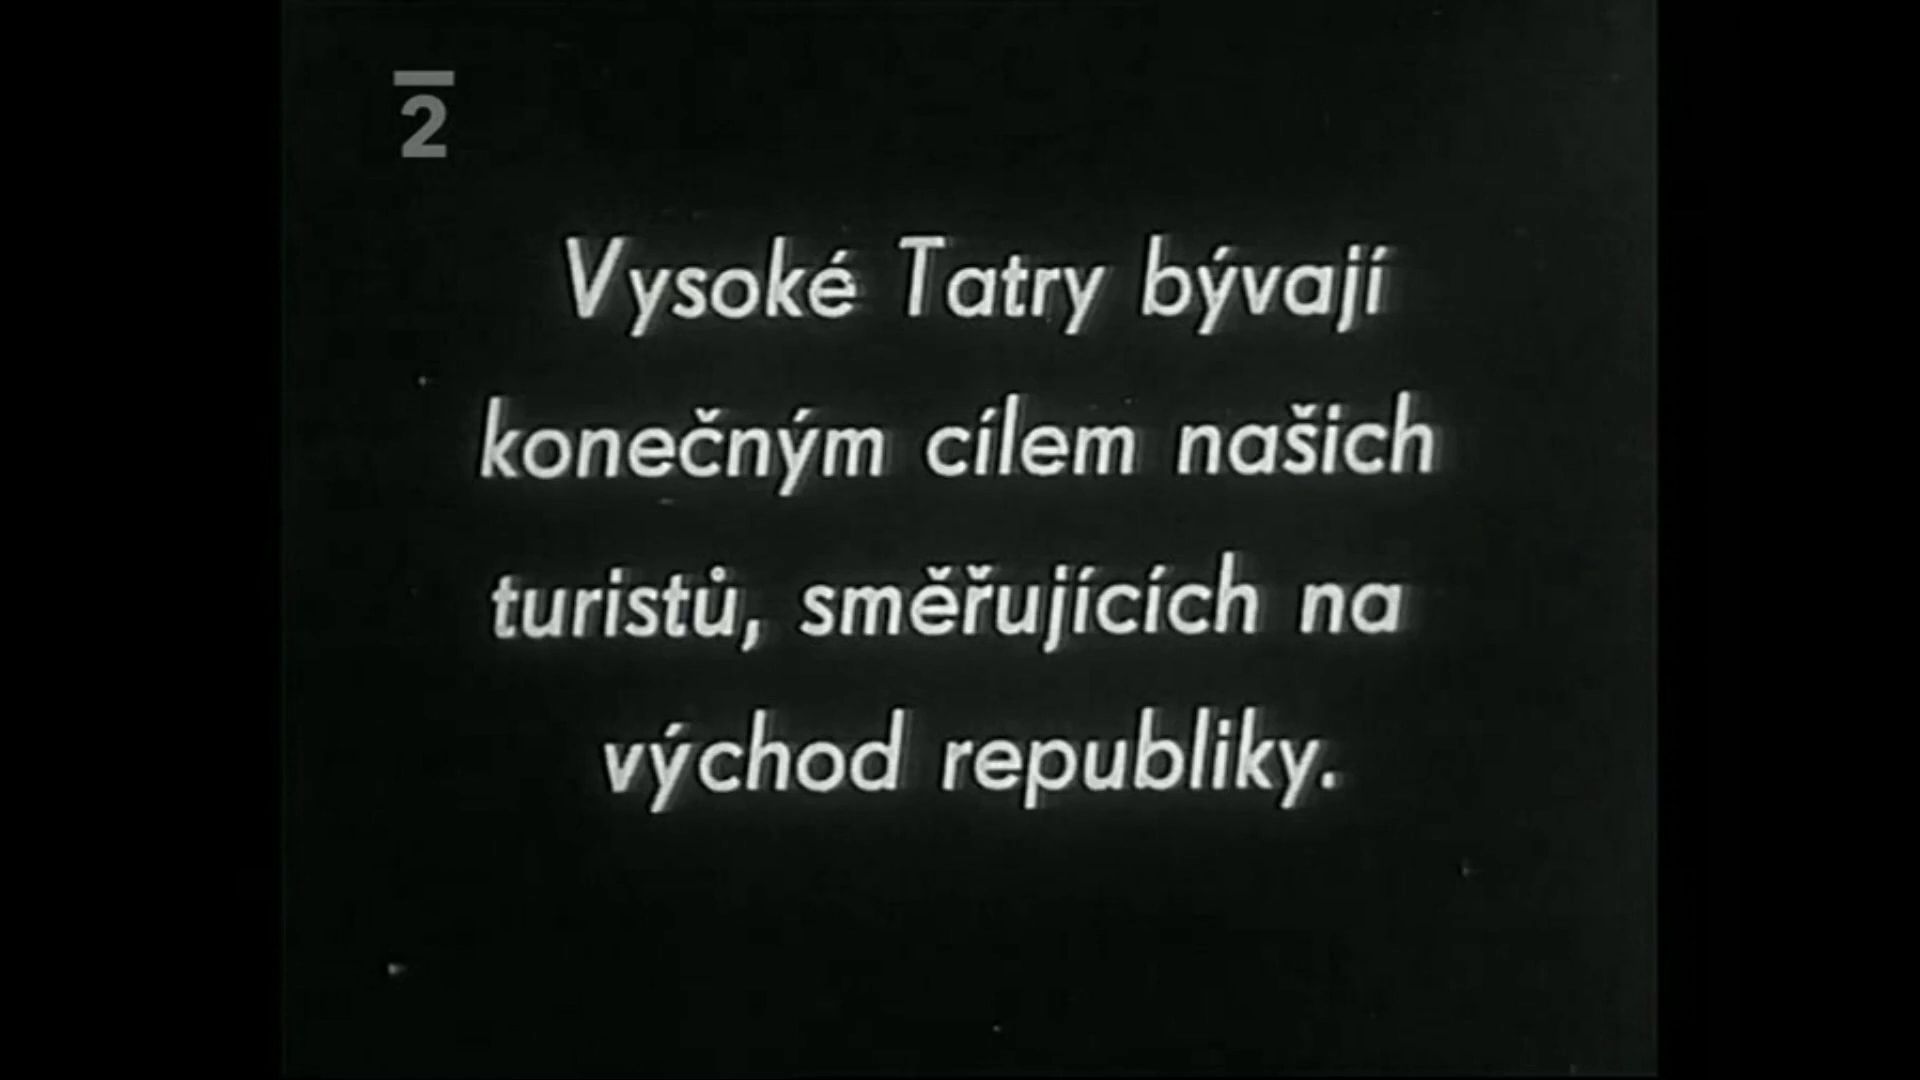 2
Vysoké Tatry bývají
konečným cílem našich
turistů, směřujících na
východ republiky.